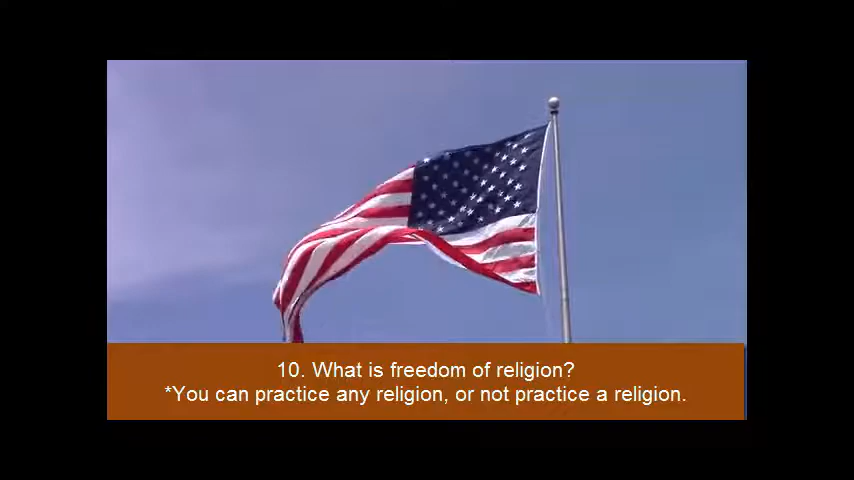 10. What is freedom of religion?
*You can practice any religion, or not practice a religion.